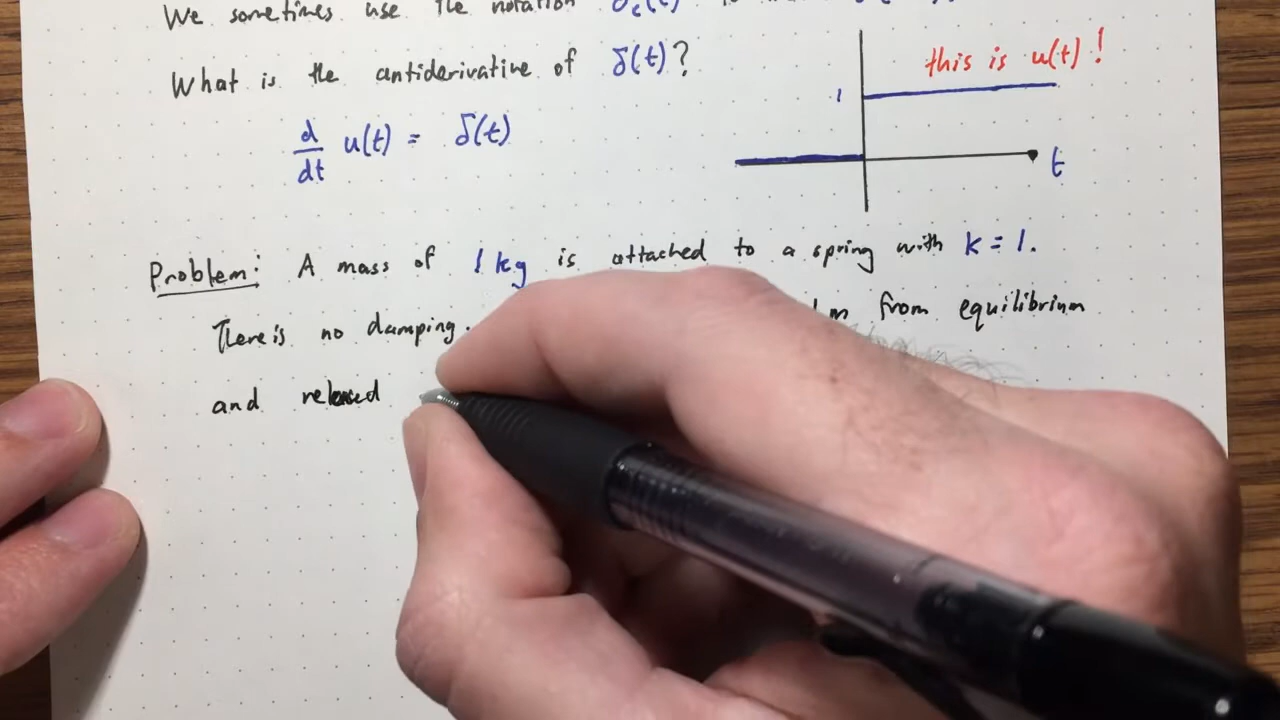 We sometimes use the notation
What is the antiderivative of δ(t)?
this is u(t)!
1
d/dt u(t) = δ(t)
t
Problem: A mass of 1 kg is attached to a spring with k = 1.
There is no damping. from equilibrium
and released